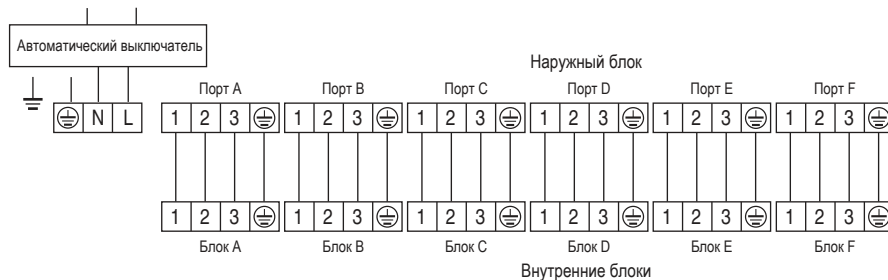 Автоматический выключатель
Наружный блок
Порт A Порт B Порт C Порт D Порт E Порт F
N L 1 2 3 1 2 3 1 2 3 1 2 3 1 2 3 1 2 3
1 2 3 1 2 3 1 2 3 1 2 3 1 2 3 1 2 3
Блок A Блок B Блок C Блок D Блок E Блок F
Внутренние блоки